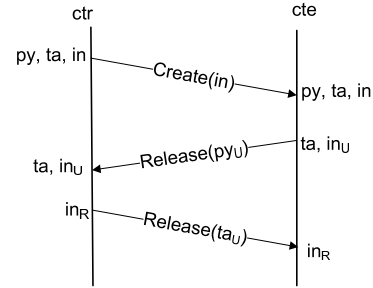 ctr
cte
py, ta, in
Create(in)
py, ta, in
ta, inU
Release(pyU)
ta, inU
inR
Release(taU)
inR